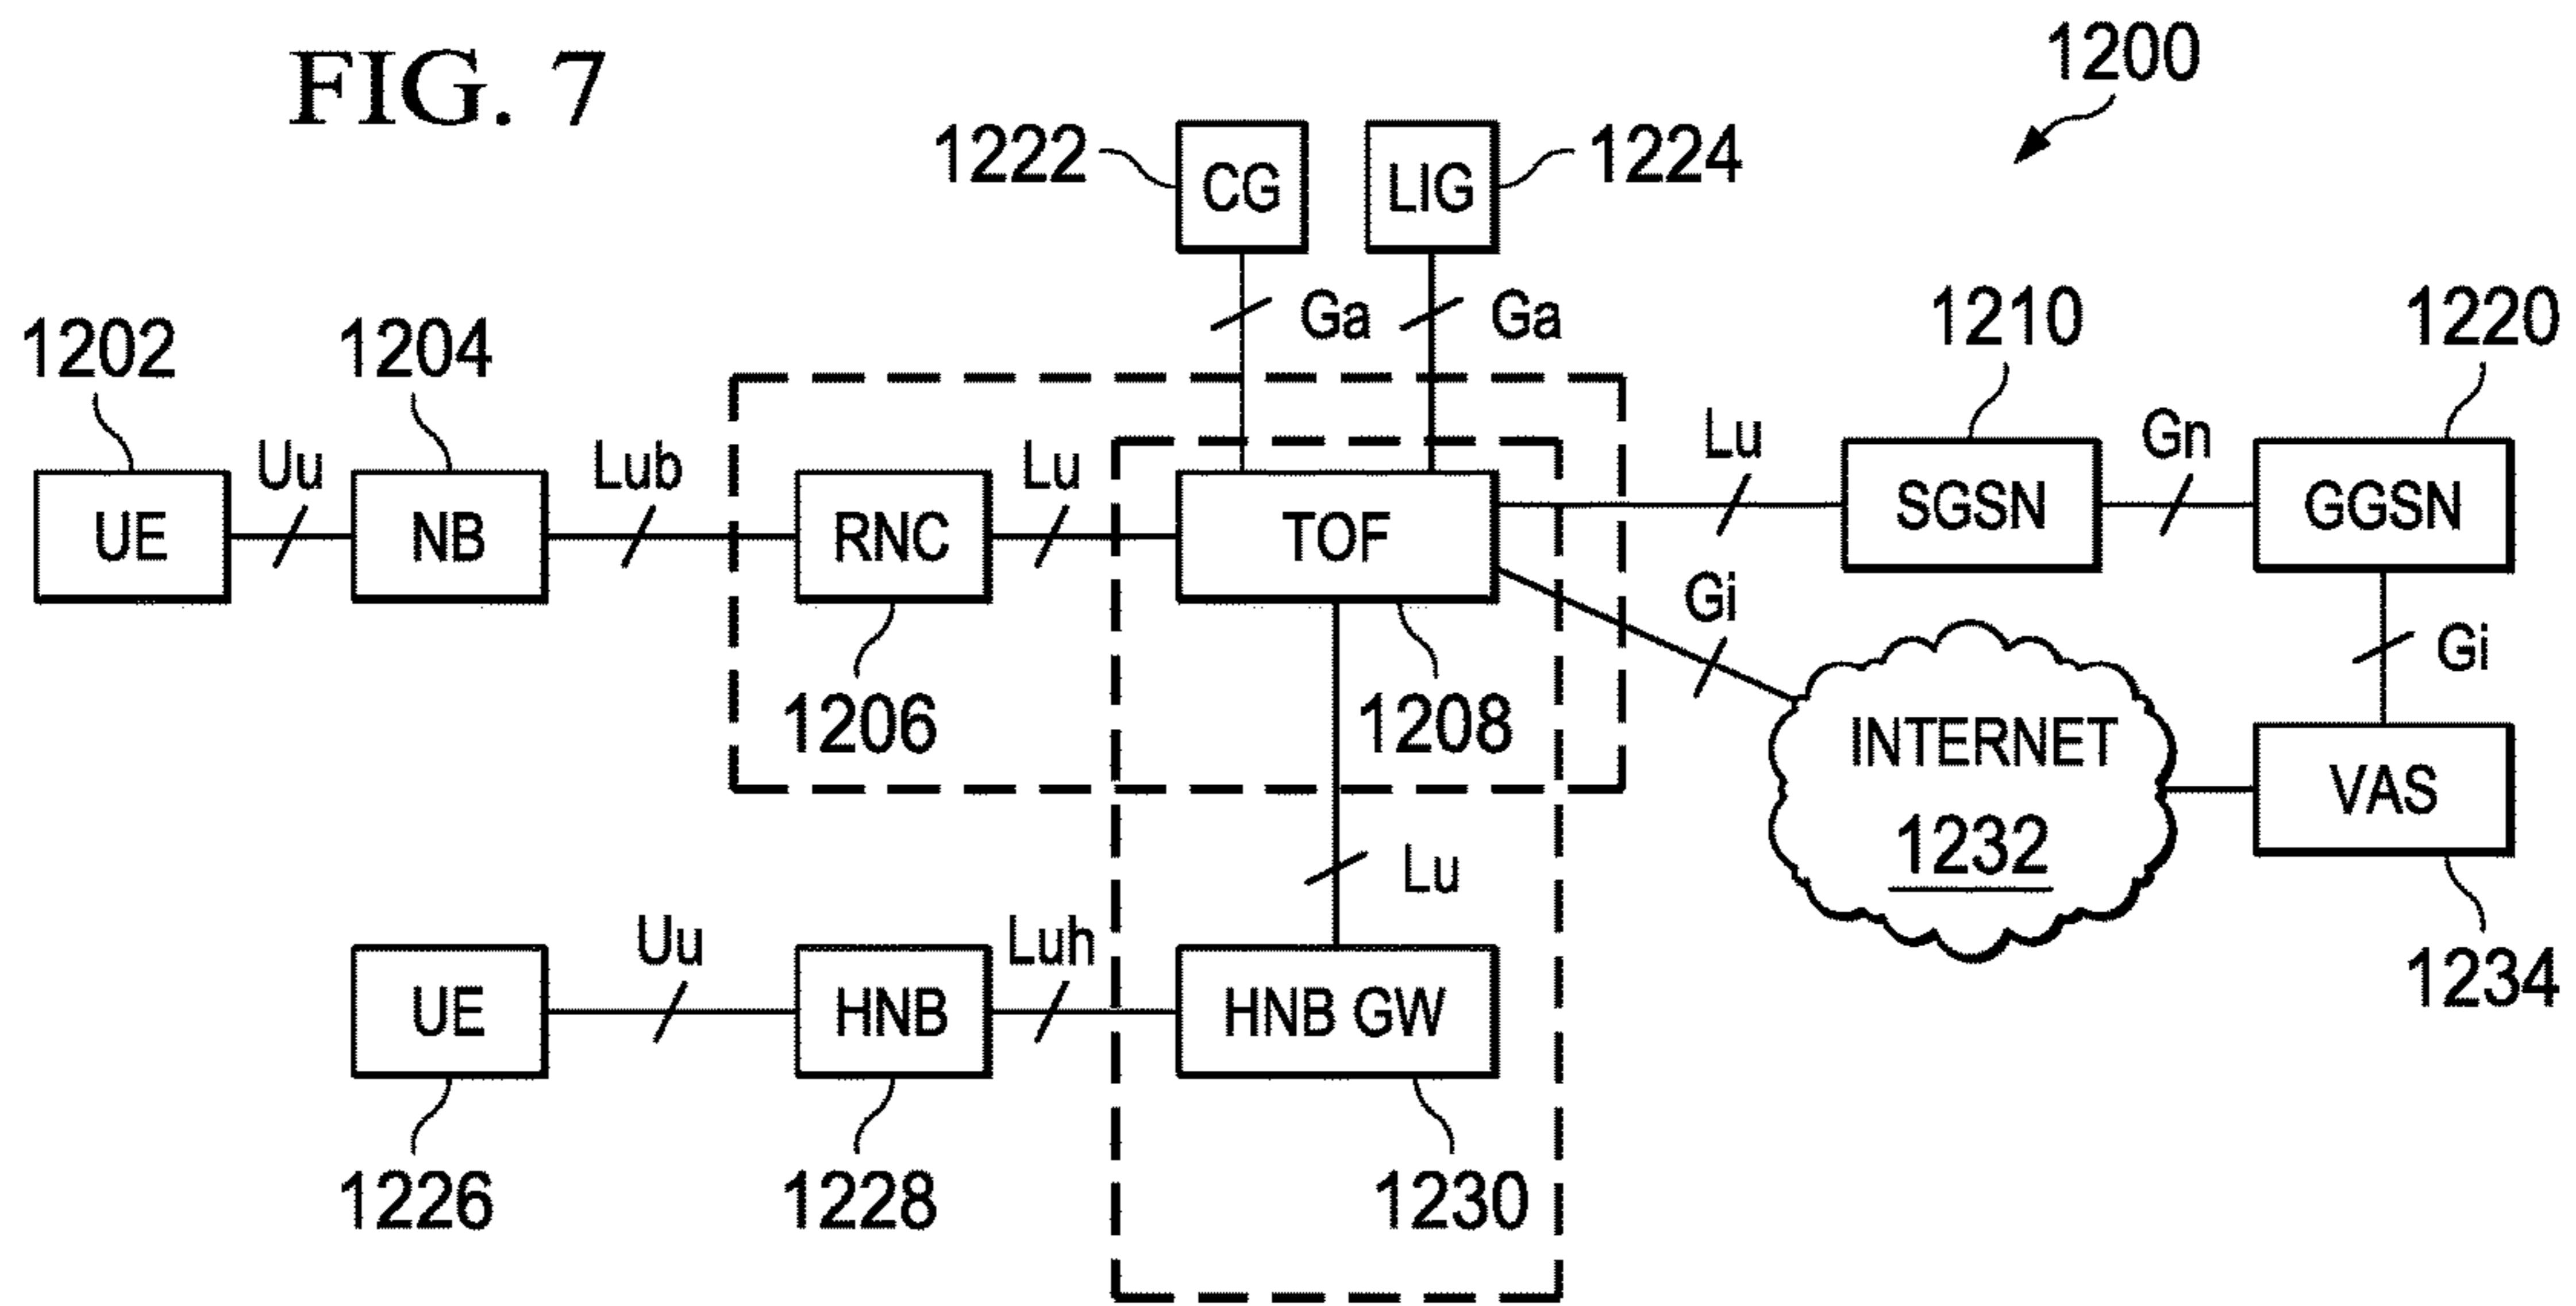 FIG. 7
1200
1222
CG
LIG
1224
Ga
Ga
1202
1204
1210
1220
UE
Uu
NB
Lub
RNC
Lu
TOF
Lu
SGSN
Gn
GGSN
Gi
Gi
1206
1208
INTERNET
1232
VAS
1234
Lu
UE
Uu
HNB
Luh
HNB GW
1226
1228
1230